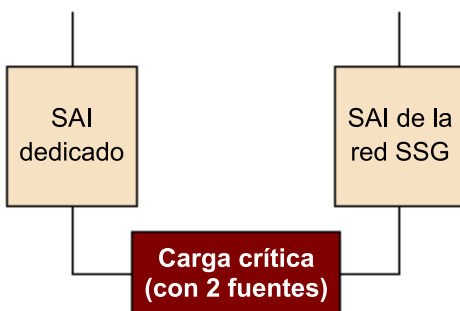 SAI
dedicado
SAI de la
red SSG
Carga crítica
(con 2 fuentes)